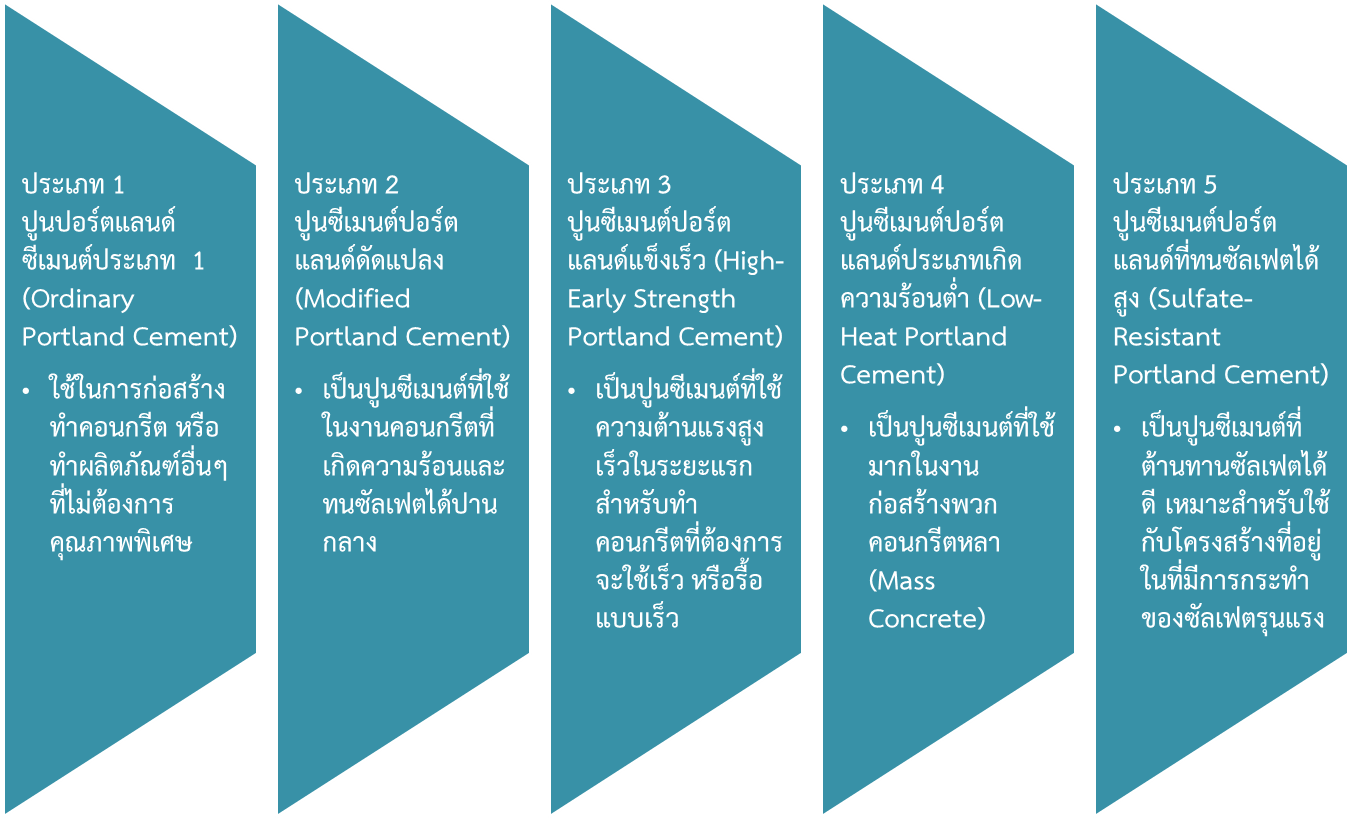 ประเภท 1
ปูนปอร์ตแลนด์
ซีเมนต์ประเภท 1
(Ordinary
Portland Cement)
• ใช้ในการก่อสร้าง
ทำคอนกรีต หรือ
ทำผลิตภัณฑ์อื่นๆ
ที่ไม่ต้องการ
คุณภาพพิเศษ
ประเภท 2
ปูนซีเมนต์ปอร์ต
แลนด์ดัดแปลง
(Modified
Portland Cement)
• เป็นปูนซีเมนต์ที่ใช้
ในงานคอนกรีตที่
เกิดความร้อนและ
ทนซัลเฟตได้ปาน
กลาง
ประเภท 3
ปูนซีเมนต์ปอร์ต
แลนด์แข็งเร็ว (High-
Early Strength
Portland Cement)
• เป็นปูนซีเมนต์ที่ใช้
ความต้านแรงสูง
เร็วในระยะแรก
สำหรับทำ
คอนกรีตที่ต้องการ
จะใช้เร็ว หรือรื้อ
แบบเร็ว
ประเภท 4
ปูนซีเมนต์ปอร์ต
แลนด์ประเภทเกิด
ความร้อนต่ำ (Low-
Heat Portland
Cement)
• เป็นปูนซีเมนต์ที่ใช้
มากในงาน
ก่อสร้างพวก
คอนกรีตหลา
(Mass
Concrete)
ประเภท 5
ปูนซีเมนต์ปอร์ต
แลนด์ที่ทนซัลเฟตได้
สูง (Sulfate-
Resistant
Portland Cement)
• เป็นปูนซีเมนต์ที่
ต้านทานซัลเฟตได้
ดี เหมาะสำหรับใช้
กับโครงสร้างที่อยู่
ในที่มีการกระทำ
ของซัลเฟตรุนแรง